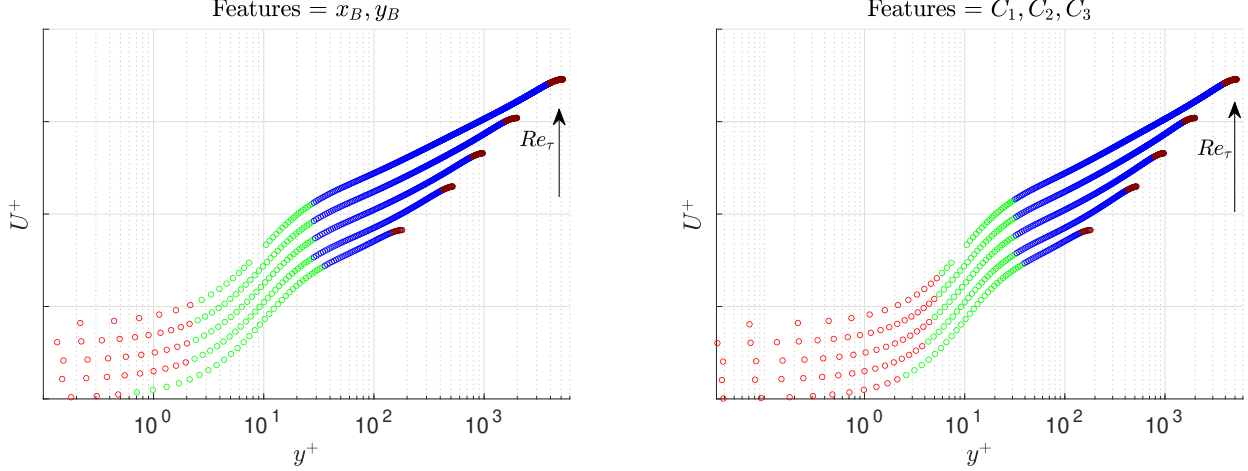 Features = x_B, y_B
U^+
Re_τ
10^0 10^1 10^2 10^3
y^+
Features = C_1, C_2, C_3
U^+
Re_τ
10^0 10^1 10^2 10^3
y^+